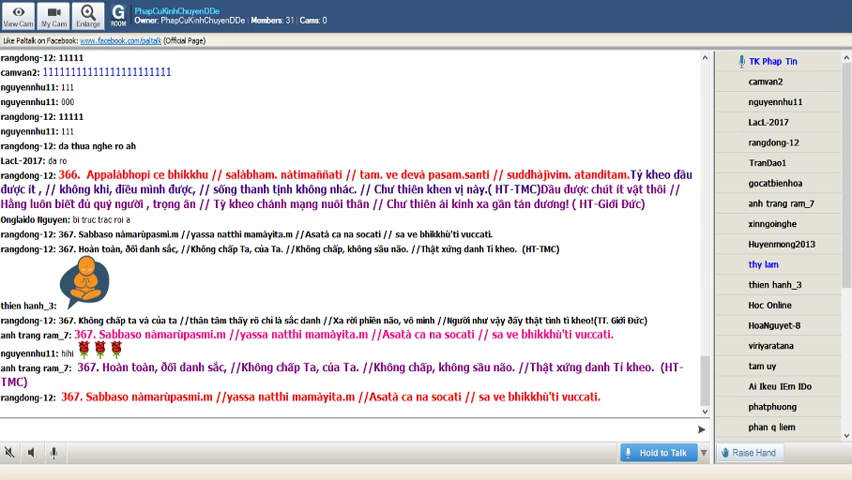 View Cam
My Cam
Enlarge
G
ROOM
PhapCuKinhChuyenDDe
Owner: PhapCuKinhChuyenDDe | Members: 31 | Cams: 0
Like Paltalk on Facebook: www.facebook.com/paltalk (Official Page)
rangdong-12: 11111
camvan2: 1111111111111111111111
nguyennhu11: 111
nguyennhu11: 000
rangdong-12: 11111
nguyennhu11: 111
rangdong-12: da thua nghe ro ah
LacL-2017: da ro
rangdong-12: 366. Appalàbhopi ce bhikkhu // salàbham. nàtimaññati // tam. ve devà pasam.santi // suddhàjìvim. atanditam.Tỷ kheo đầu
được ít , // không khi, điều mình được, // sống thanh tịnh không nhác. // Chư thiên khen vị này.( HT-TMC)Dầu được chút ít vật thôi //
Hằng luôn biết đủ quý người , trọng ân // Tỳ kheo chánh mạng nuôi thân // Chư thiên ái kính xa gần tán dương! ( HT-Giới Đức)
Onglaklo Nguyen: bi truc trac roi a
rangdong-12: 367. Sabbaso nàmarùpasmi.m //yassa natthi mamàyita.m //Asatà ca na socati // sa ve bhikkhù'ti vuccati.
rangdong-12: 367. Hoàn toàn, đối danh sắc, //Không chấp Ta, của Ta. //Không chấp, không sầu não. //Thật xứng danh Tỉ kheo. (HT-TMC)
thien hanh_3:
rangdong-12: 367. Không chấp ta và của ta //thân tâm thấy rõ chỉ là sắc danh //Xa rời phiền não, vô minh //Người như vậy đấy thật tình tì kheo!(TT. Giới Đức)
anh trang ram_7: 367. Sabbaso nàmarùpasmi.m //yassa natthi mamàyita.m //Asatà ca na socati // sa ve bhikkhù'ti vuccati.
nguyennhu11: hihi
anh trang ram_7: 367. Hoàn toàn, đối danh sắc, //Không chấp Ta, của Ta. //Không chấp, không sầu não. //Thật xứng danh Tỉ kheo. (HT-
TMC)
rangdong-12: 367. Sabbaso nàmarùpasmi.m //yassa natthi mamàyita.m //Asatà ca na socati // sa ve bhikkhù'ti vuccati.
Hold to Talk
TK Phap Tin
camvan2
nguyennhu11
LacL-2017
rangdong-12
TranDao1
gocatbienhoa
anh trang ram_7
xinngoinghe
Huyenmong2013
thy lam
thien hanh_3
Hoc Online
HoaNguyet-8
viriyaratana
tam uy
Ai Ikeu IEm IDo
phatphuong
phan q liem
Raise Hand